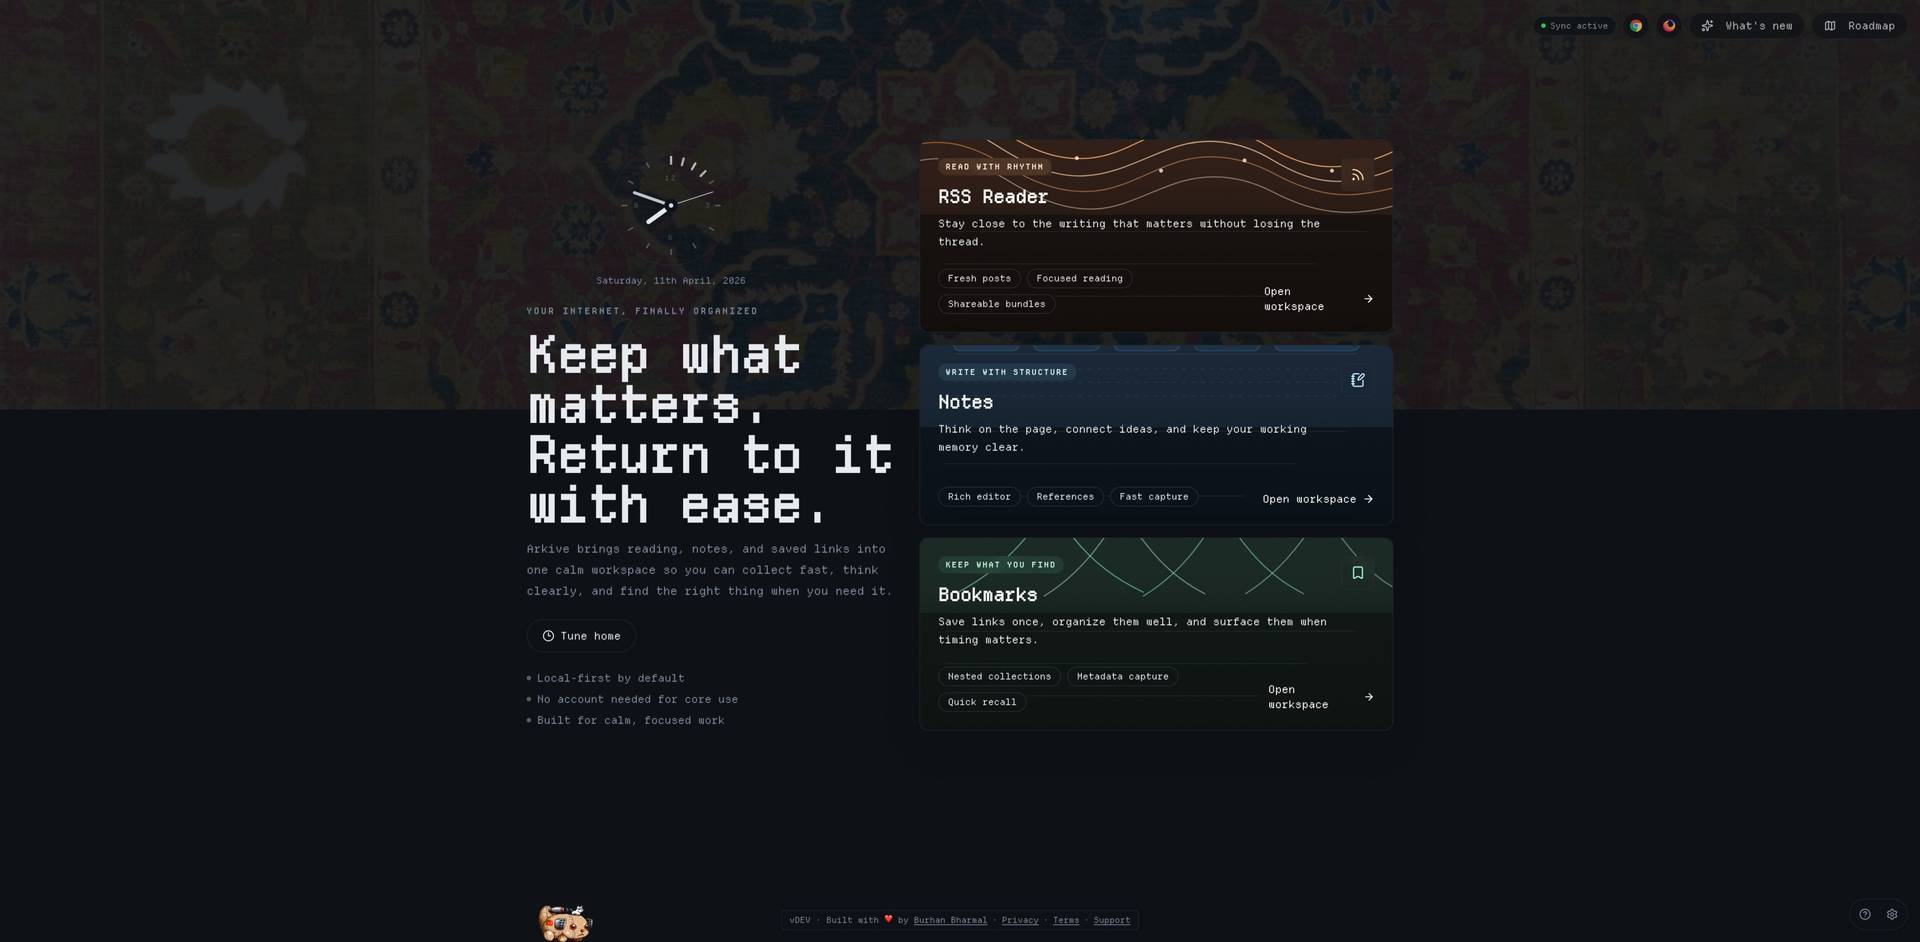 Sync active
What's new
Roadmap
12
3
6
9
Saturday, 11th April, 2026
YOUR INTERNET, FINALLY ORGANIZED
Keep what
matters.
Return to it
with ease.
Arkive brings reading, notes, and saved links into
one calm workspace so you can collect fast, think
clearly, and find the right thing when you need it.
Tune home
Local-first by default
No account needed for core use
Built for calm, focused work
READ WITH RHYTHM
RSS Reader
Stay close to the writing that matters without losing the
thread.
Fresh posts
Focused reading
Shareable bundles
Open
workspace
WRITE WITH STRUCTURE
Notes
Think on the page, connect ideas, and keep your working
memory clear.
Rich editor
References
Fast capture
Open workspace
KEEP WHAT YOU FIND
Bookmarks
Save links once, organize them well, and surface them when
timing matters.
Nested collections
Metadata capture
Quick recall
Open
workspace
vDEV · Built with ❤️ by Burhan Bharmal · Privacy · Terms · Support